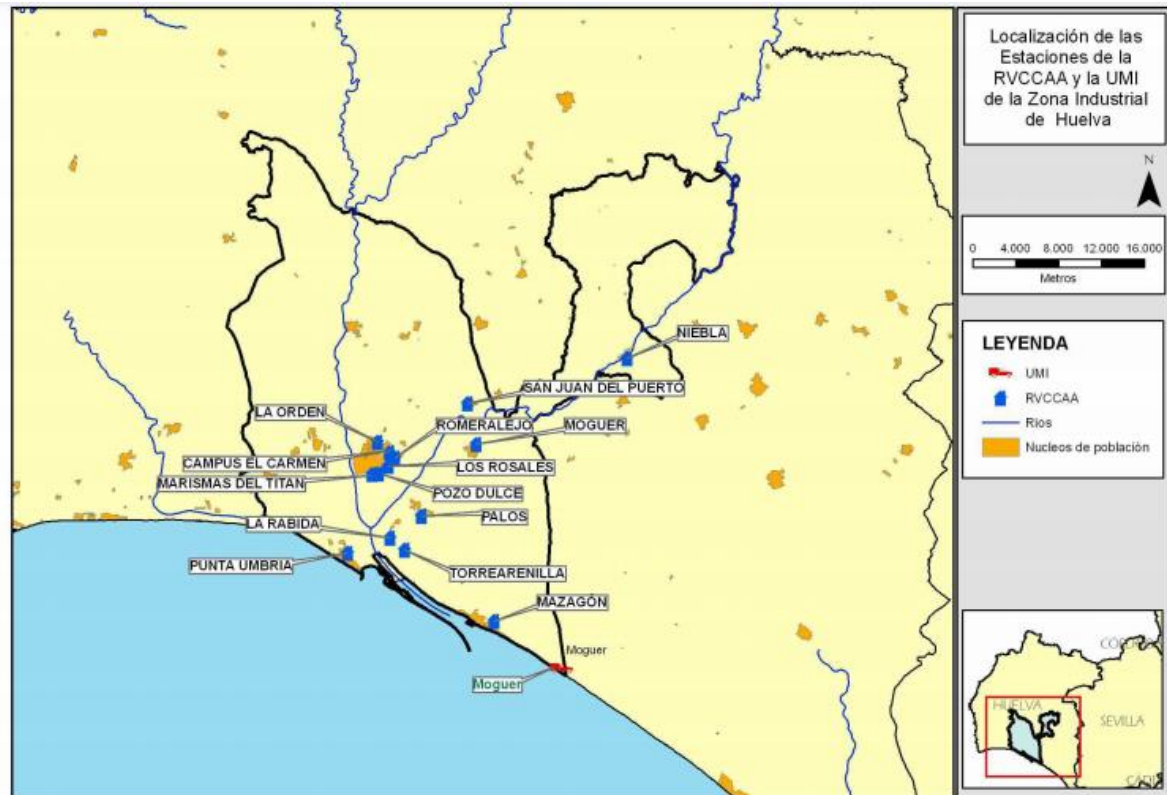 Localización de las
Estaciones de la
RVCCAA y la UMI
de la Zona Industrial
de Huelva
N
0 4.000 8.000 12.000 16.000
Metros
LEYENDA
UMI
RVCCAA
Rios
Nucleos de población
NIEBLA
SAN JUAN DEL PUERTO
LA ORDEN
ROMERALEJO
MOGUER
CAMPUS EL CARMEN
LOS ROSALES
MARISMAS DEL TITAN
POZO DULCE
PALOS
LA RABIDA
PUNTA UMBRIA
TORREARENILLA
MAZAGÓN
Moguer
Moguer
HUELVA
SEVILLA